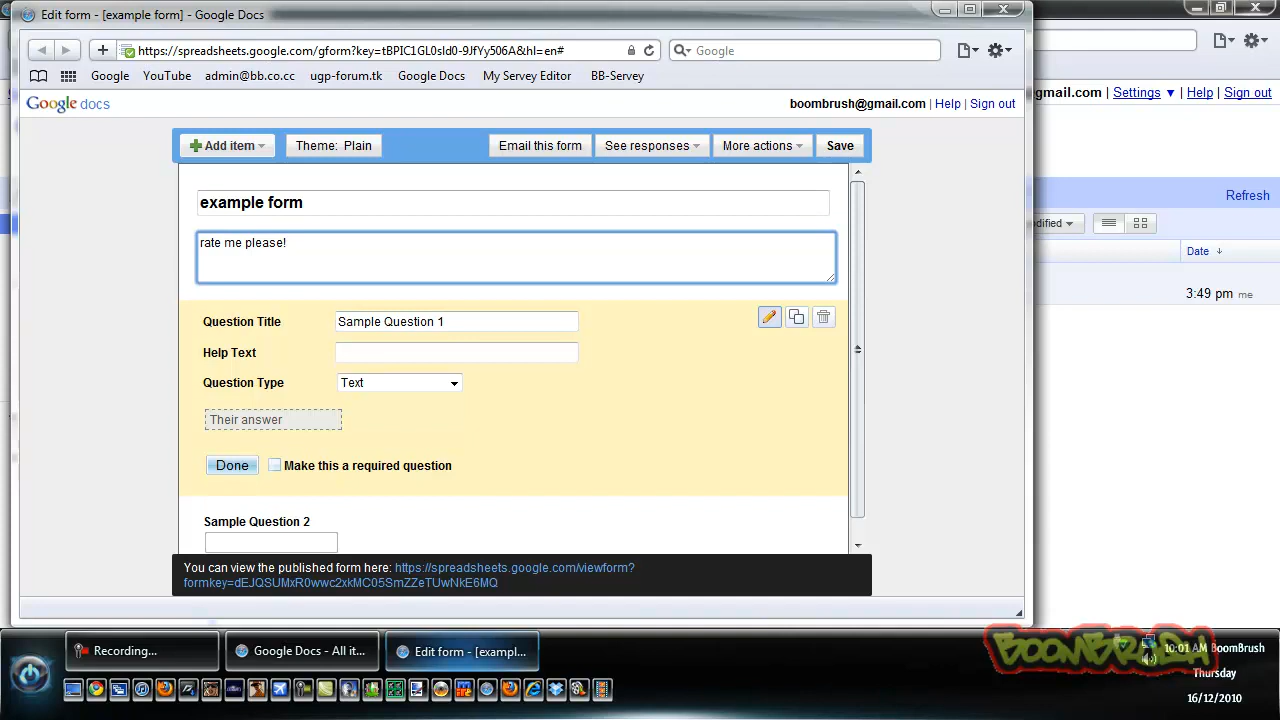 Edit form - [example form] - Google Docs
https://spreadsheets.google.com/gform?key=tBPIC1GL0sld0-9JfYy506A&hl=en#
Google
Google YouTube admin@bb.co.cc ugp-forum.tk Google Docs My Servey Editor BB-Servey
Google docs
boombrush@gmail.com | Help | Sign out
gmail.com | Settings ▼ | Help | Sign out
Add item Theme: Plain Email this form See responses More actions Save
example form
Refresh
rate me please!
dified
Date ↓
3:49 pm me
Question Title Sample Question 1
Help Text
Question Type Text
Their answer
Done Make this a required question
Sample Question 2
You can view the published form here: https://spreadsheets.google.com/viewform?
formkey=dEJQSUMxR0wwc2xkMC05SmZZeTUwNkE6MQ
Recording... Google Docs - All it... Edit form - [exampl...
BOOMBRUSH
10:01 AM BoomBrush
Thursday
16/12/2010